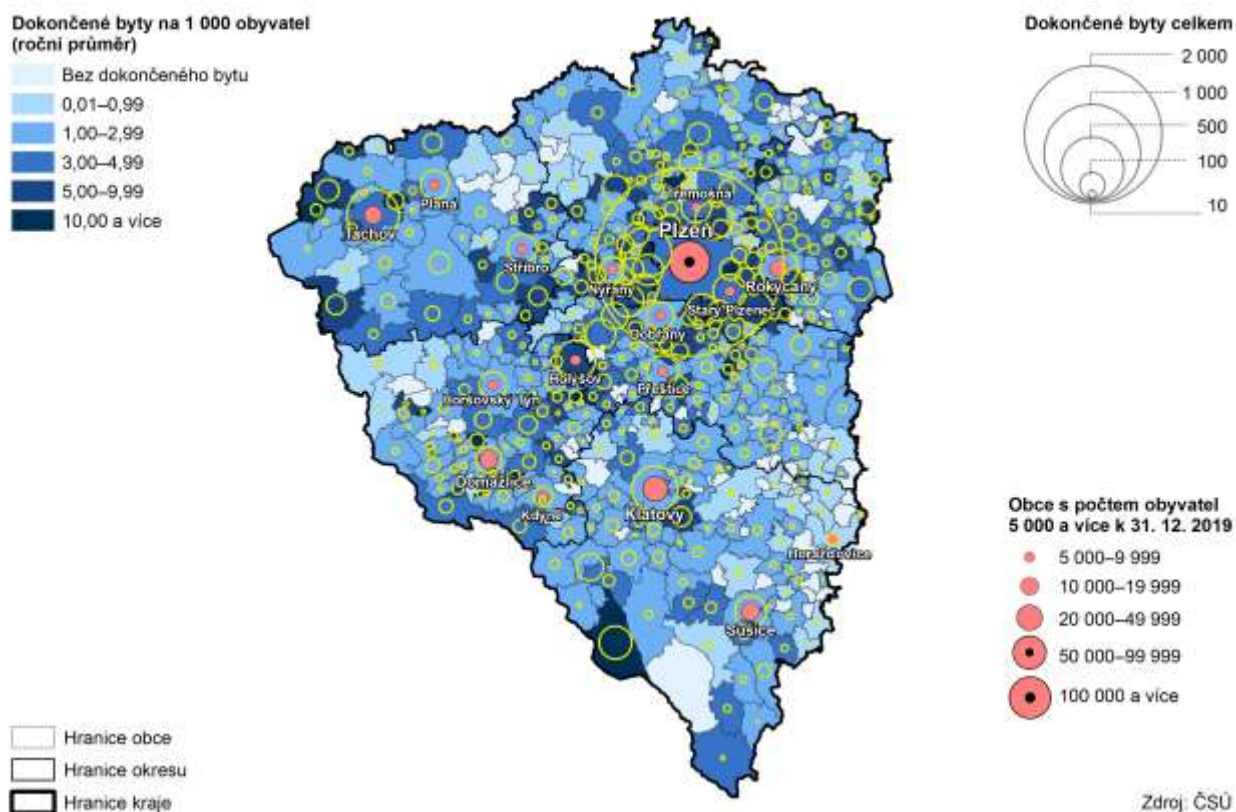 Dokončené byty na 1 000 obyvatel
(roční průměr)
Bez dokončeného bytu
0,01–0,99
1,00–2,99
3,00–4,99
5,00–9,99
10,00 a více
Dokončené byty celkem
2 000
1 000
500
100
10
Třemošná
Planá
Plzeň
Tachov
Stříbro
Nýřany
Rokycany
Starý Plzenec
Dobřany
Holýšov
Přeštice
Horšovský Týn
Domažlice
Kdyně
Klatovy
Horažďovice
Sušice
Obce s počtem obyvatel
5 000 a více k 31. 12. 2019
5 000–9 999
10 000–19 999
20 000–49 999
50 000–99 999
100 000 a více
Hranice obce
Hranice okresu
Hranice kraje
Zdroj: ČSÚ